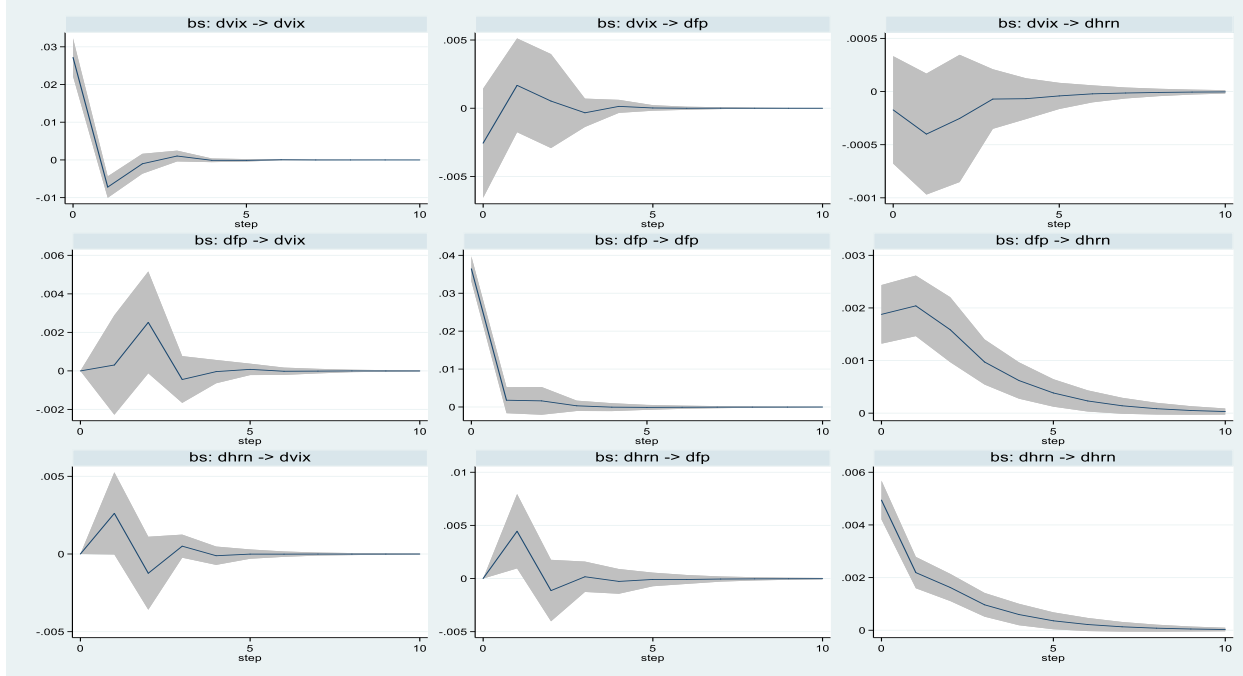 bs: dvix -> dvix
.03
.02
.01
0
-.01
0 5 10
step
bs: dvix -> dfp
.005
0
-.005
0 5 10
step
bs: dvix -> dhrn
.0005
0
-.0005
-.001
0 5 10
step
bs: dfp -> dvix
.006
.004
.002
0
-.002
0 5 10
step
bs: dfp -> dfp
.04
.03
.02
.01
0
0 5 10
step
bs: dfp -> dhrn
.003
.002
.001
0
0 5 10
step
bs: dhrn -> dvix
.005
0
-.005
0 5 10
step
bs: dhrn -> dfp
.01
.005
0
-.005
0 5 10
step
bs: dhrn -> dhrn
.006
.004
.002
0
0 5 10
step